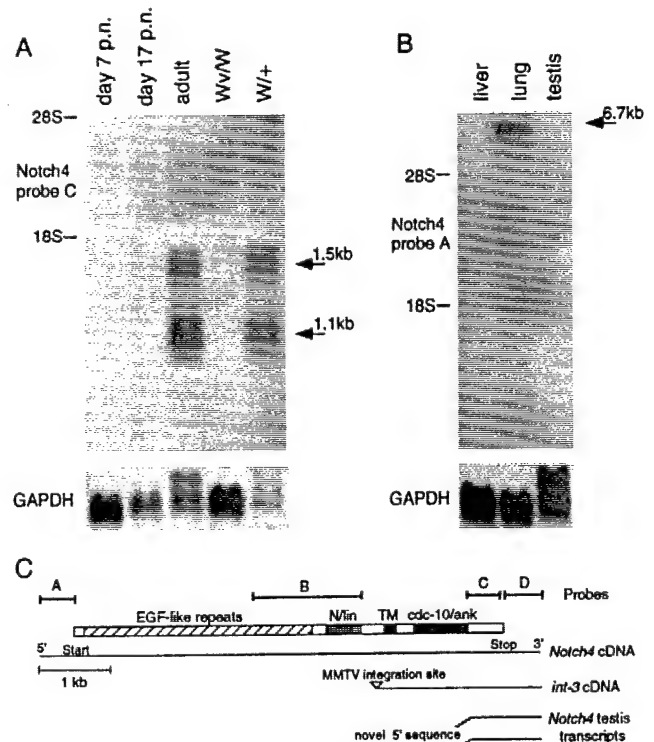 A
day 7 p.n.
day 17 p.n.
adult
Wv/W
W/+
28S
Notch4
probe C
18S
1.5kb
1.1kb
GAPDH
B
liver
lung
testis
6.7kb
28S
Notch4
probe A
18S
GAPDH
C
A B C D Probes
EGF-like repeats N/lin TM cdc-10/ank
5' Start Stop 3' Notch4 cDNA
1 kb
MMTV integration site
int-3 cDNA
Notch4 testis
novel 5' sequence transcripts